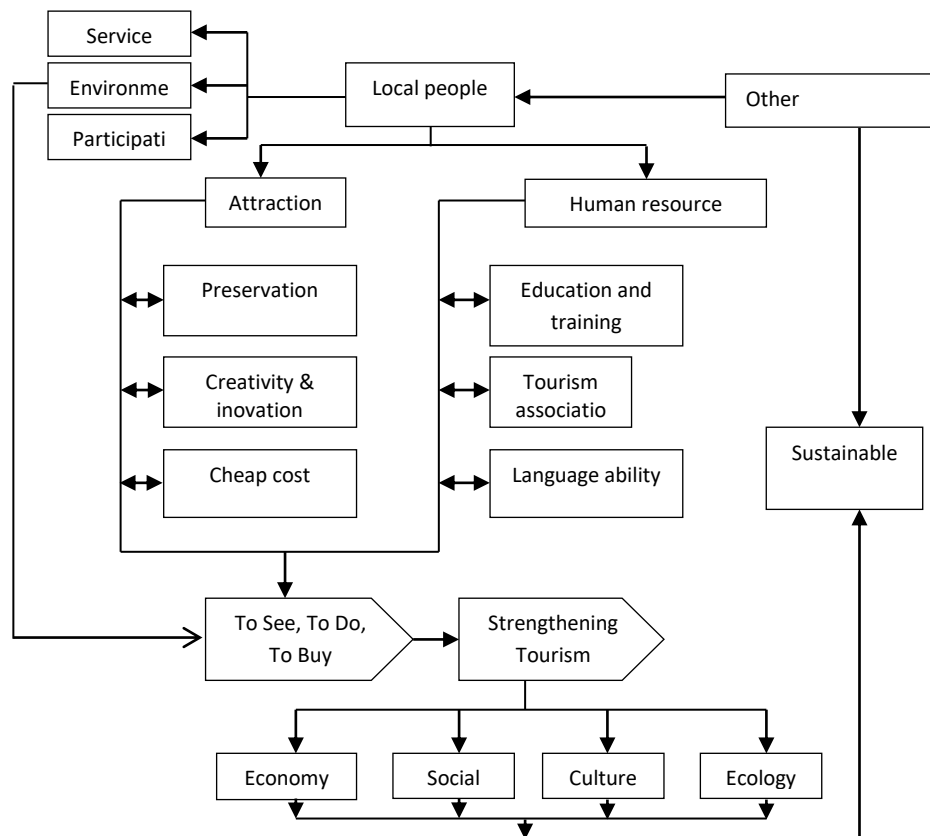 Service
Environme
Participati
Local people
Other
Attraction
Human resource
Preservation
Education and
training
Creativity &
inovation
Tourism
associatio
Cheap cost
Language ability
Sustainable
To See, To Do,
To Buy
Strengthening
Tourism
Economy
Social
Culture
Ecology